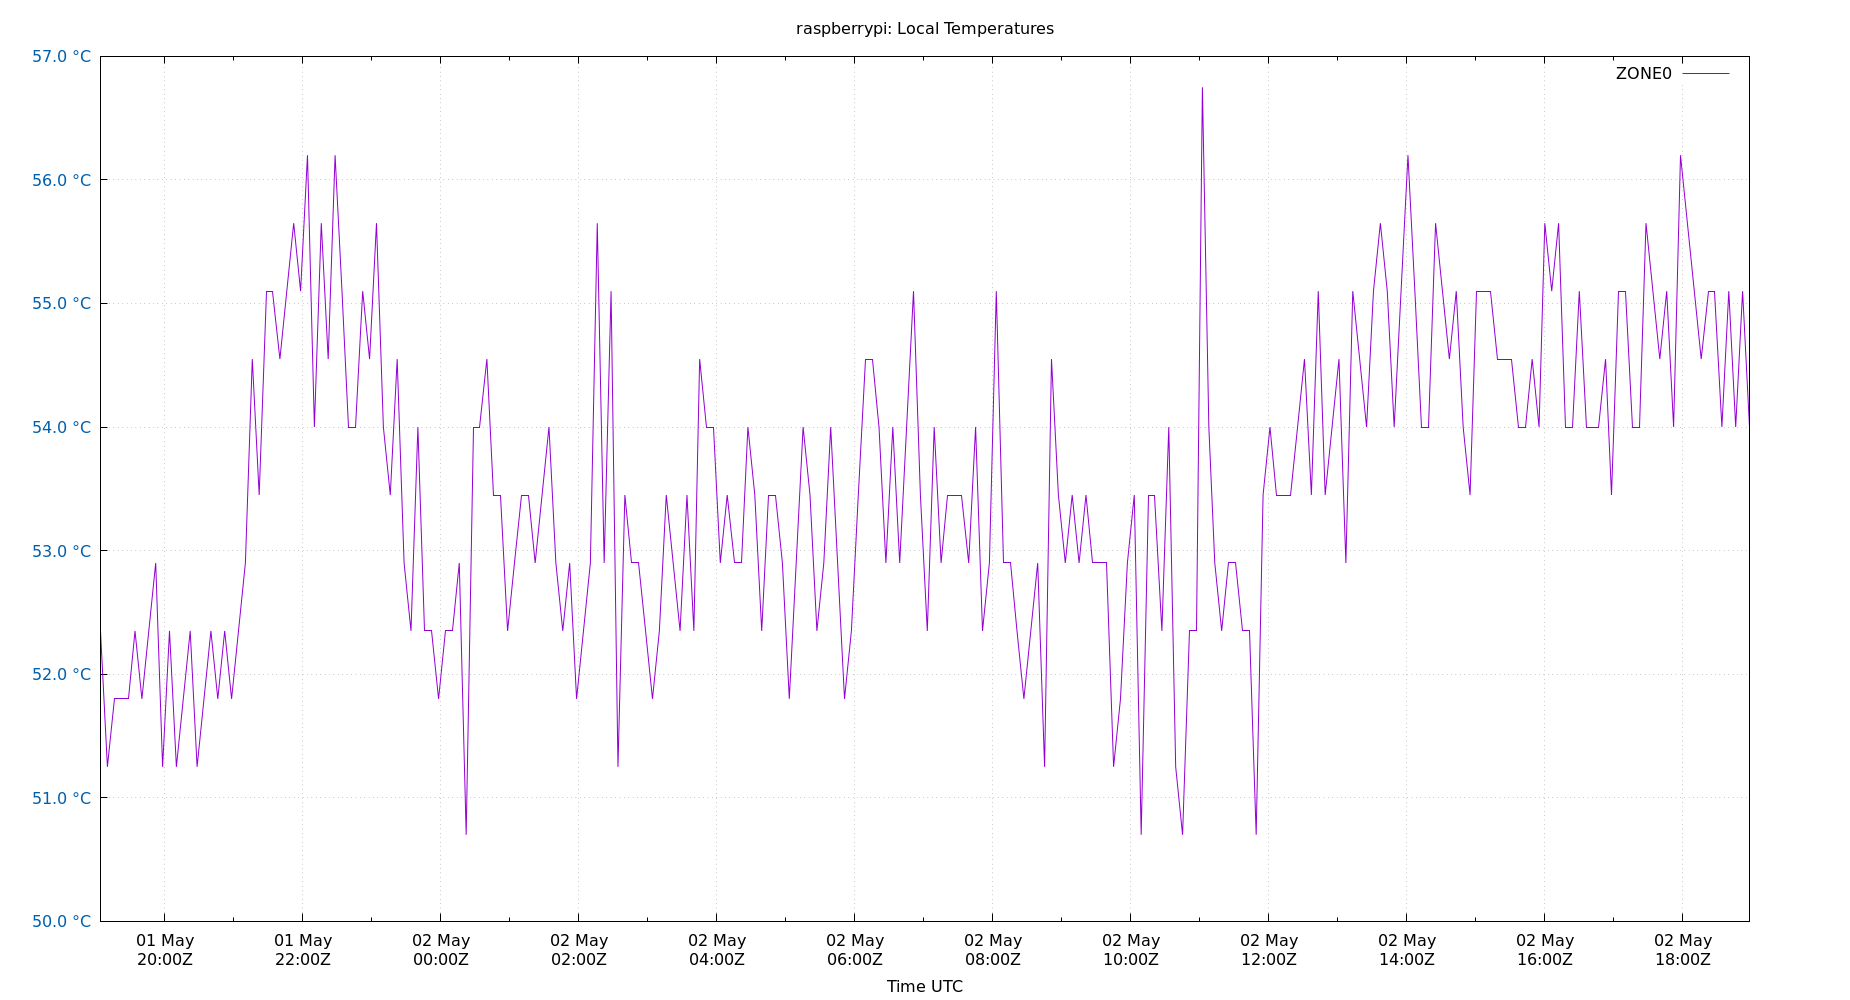 raspberrypi: Local Temperatures
57.0 °C
ZONE0
56.0 °C
55.0 °C
54.0 °C
53.0 °C
52.0 °C
51.0 °C
50.0 °C
01 May 01 May 02 May 02 May 02 May 02 May 02 May 02 May 02 May 02 May 02 May 02 May
20:00Z 22:00Z 00:00Z 02:00Z 04:00Z 06:00Z 08:00Z 10:00Z 12:00Z 14:00Z 16:00Z 18:00Z
Time UTC